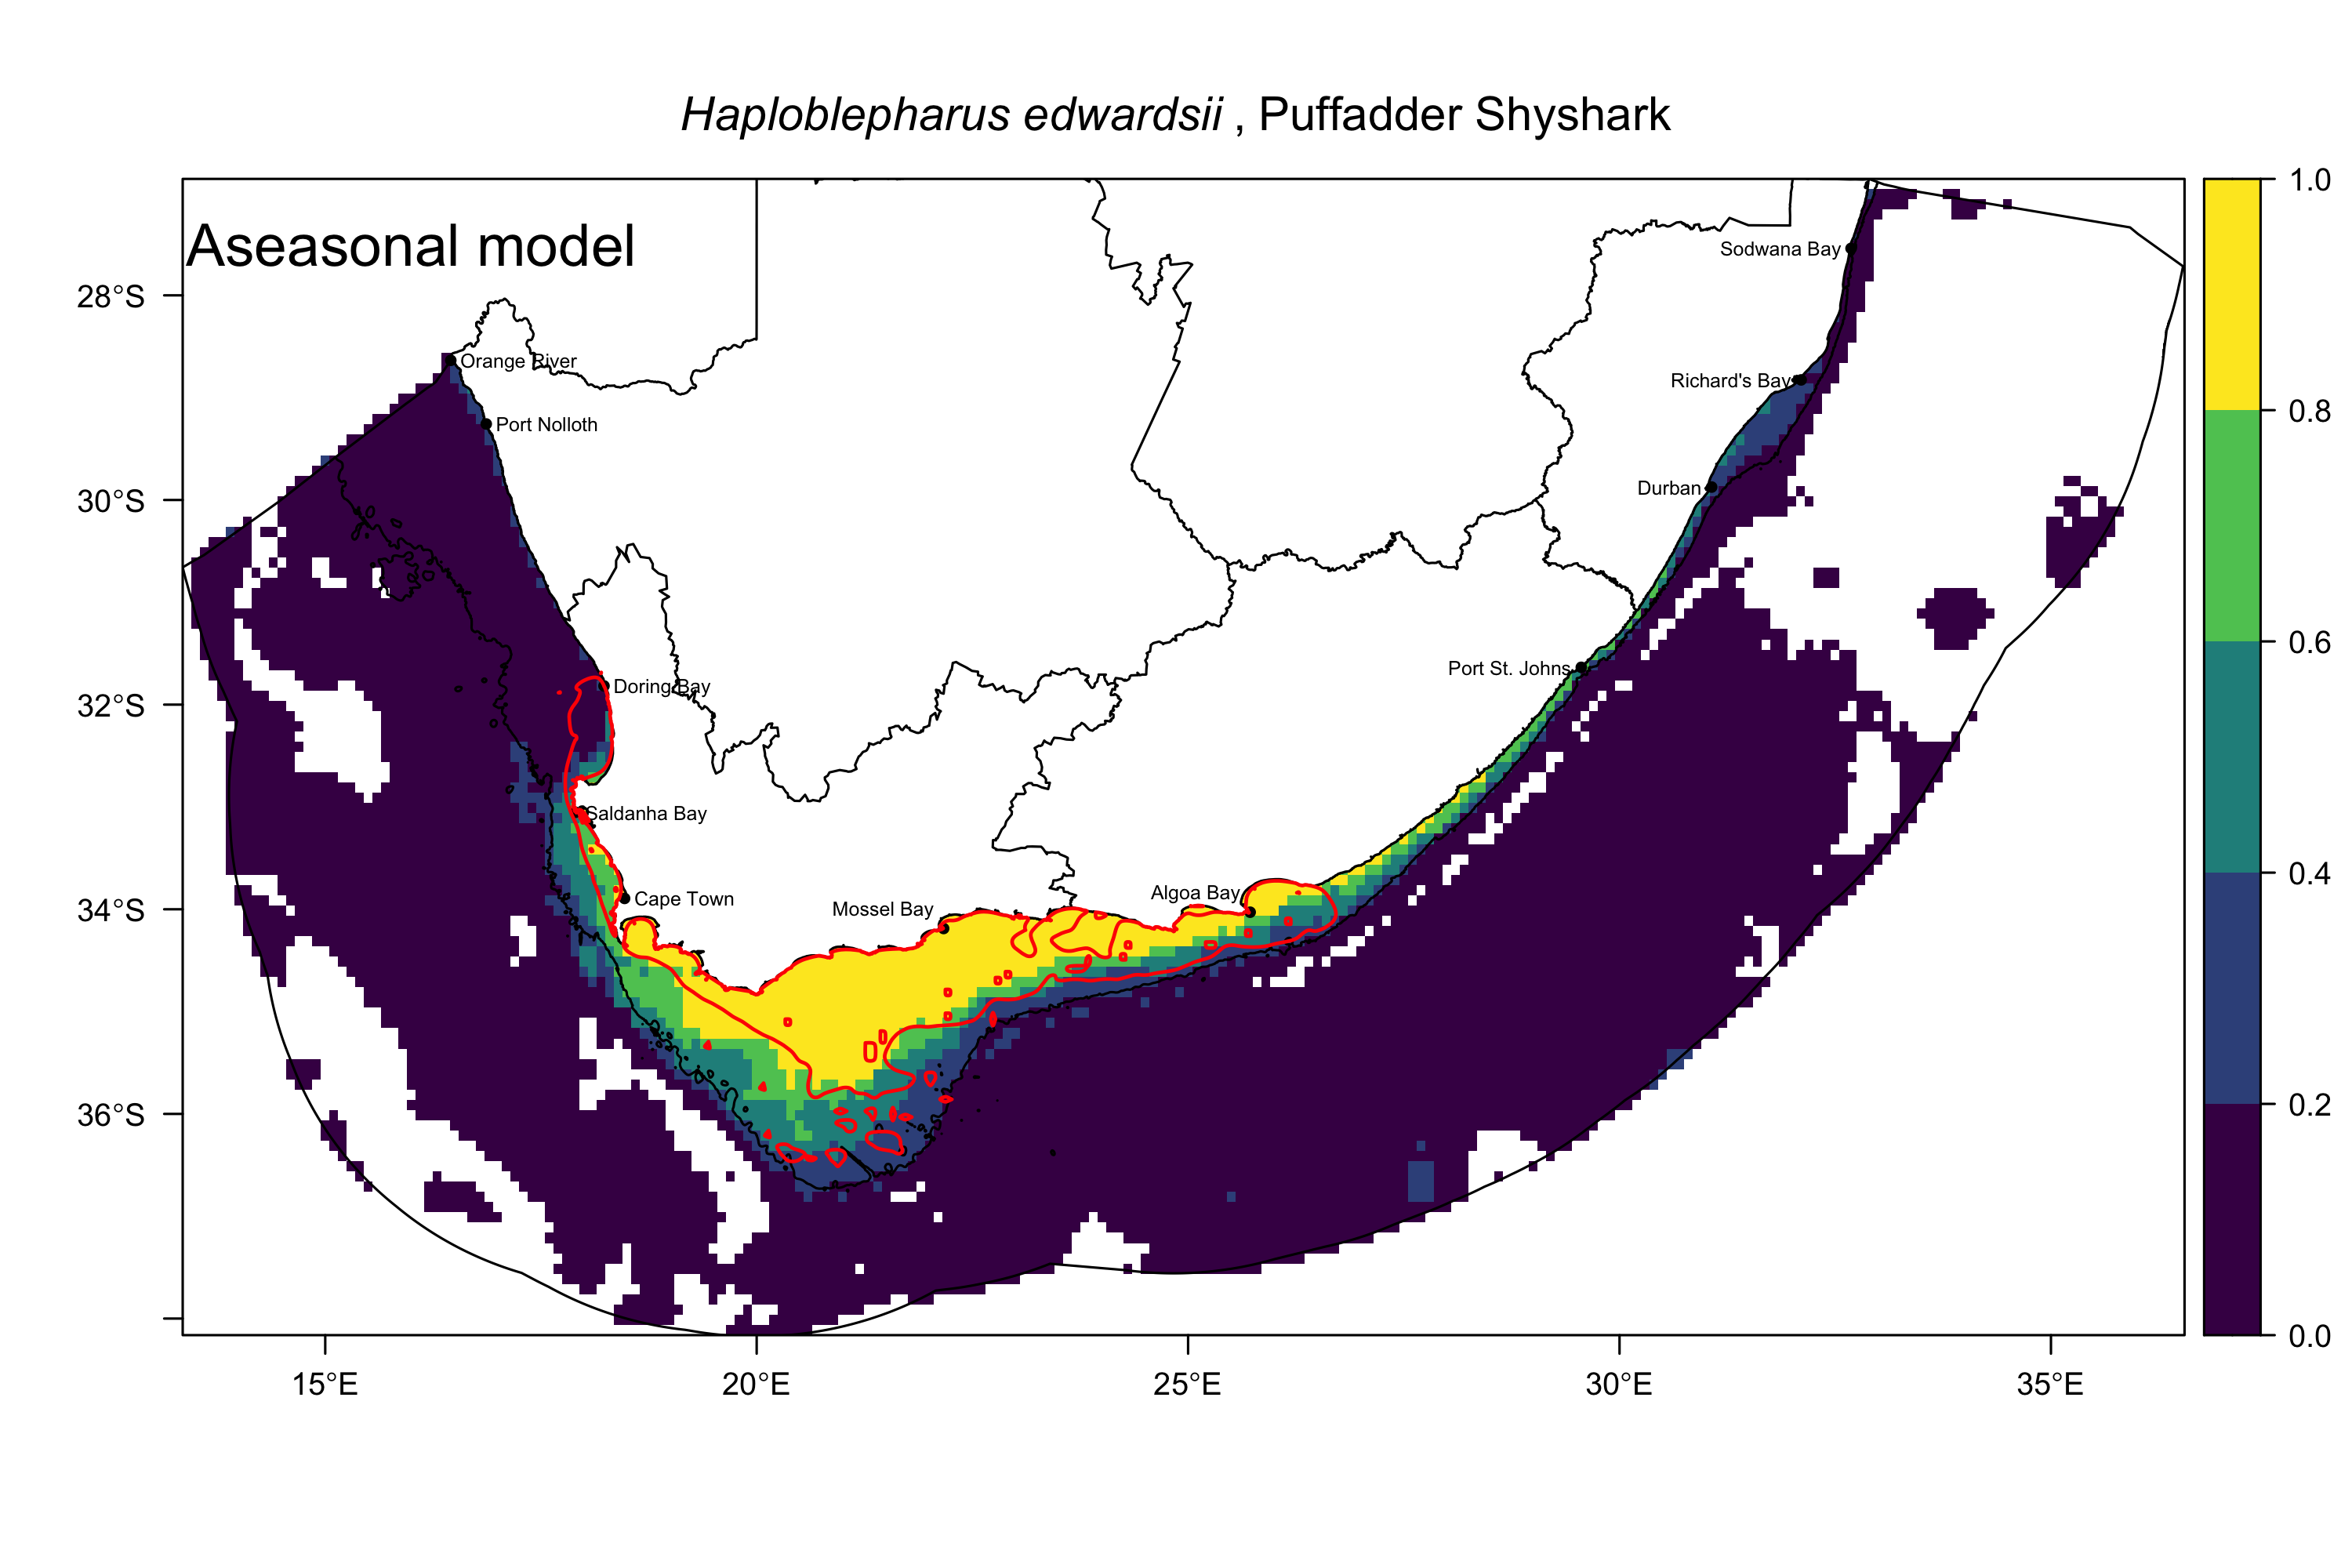 Haploblepharus edwardsii , Puffadder Shyshark
Aseasonal model
1.0
0.8
0.6
0.4
0.2
0.0
28°S
30°S
32°S
34°S
36°S
15°E
20°E
25°E
30°E
35°E
Sodwana Bay
Orange River
Richard's Bay
Port Nolloth
Durban
Port St. Johns
Doring Bay
Saldanha Bay
Cape Town
Algoa Bay
Mossel Bay